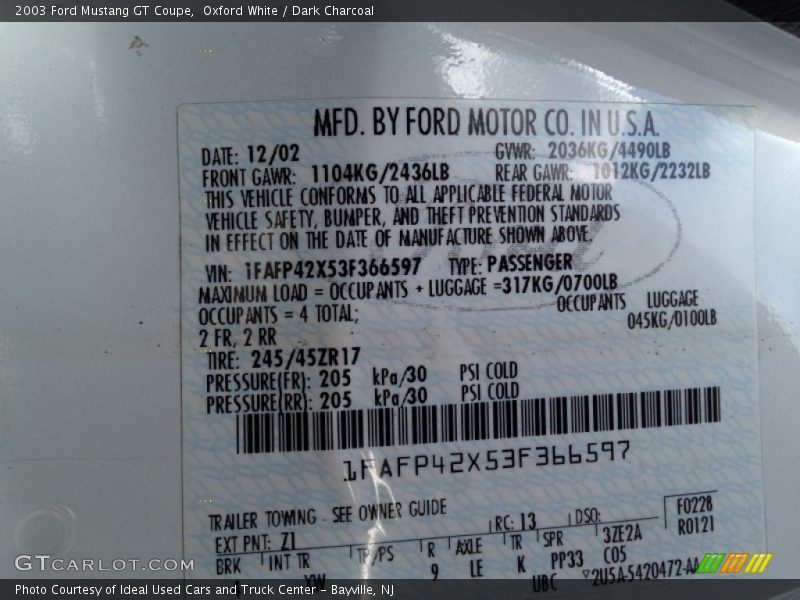 2003 Ford Mustang GT Coupe, Oxford White / Dark Charcoal
MFD. BY FORD MOTOR CO. IN U.S.A.
DATE: 12/02 GVWR: 2036KG/4490LB
FRONT GAWR: 1104KG/2436LB REAR GAWR: 1012KG/2232LB
THIS VEHICLE CONFORMS TO ALL APPLICABLE FEDERAL MOTOR
VEHICLE SAFETY, BUMPER, AND THEFT PREVENTION STANDARDS
IN EFFECT ON THE DATE OF MANUFACTURE SHOWN ABOVE.
VIN: 1FAFP42X53F366597 TYPE: PASSENGER
MAXIMUM LOAD = OCCUPANTS + LUGGAGE =317KG/0700LB
OCCUPANTS = 4 TOTAL; OCCUPANTS LUGGAGE
2 FR, 2 RR 045KG/0100LB
TIRE: 245/45ZR17
PRESSURE(FR): 205 kPa/30 PSI COLD
PRESSURE(RR): 205 kPa/30 PSI COLD
1FAFP42X53F366597
TRAILER TOWING - SEE OWNER GUIDE
EXT PNT: Z1 RC: 13 DSO: F0228
BRK INT TR TP/PS R AXLE TR SPR 3ZE2A R0121
9 LE K PP33 C05
YW UBC 2U5A-5420472-AA
GTCARLOT.COM
Photo Courtesy of Ideal Used Cars and Truck Center – Bayville, NJ